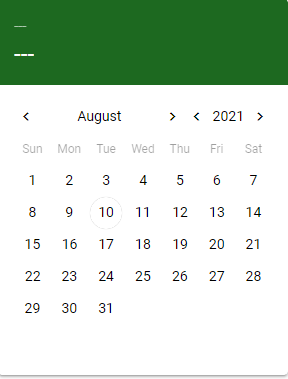 —
---
August 2021
Sun Mon Tue Wed Thu Fri Sat
1 2 3 4 5 6 7
8 9 10 11 12 13 14
15 16 17 18 19 20 21
22 23 24 25 26 27 28
29 30 31